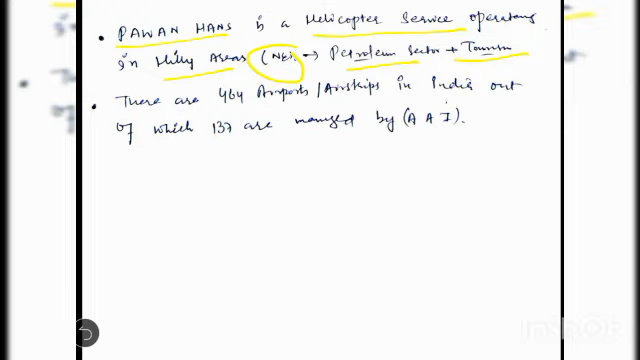 • PAWAN HANS is a Helicopter Service operating
in Hilly Areas (NE) → Petroleum Sector + Tourism
• There are 464 Airports/Airstrips in India out
of which 137 are managed by (A A I).
INSHOT